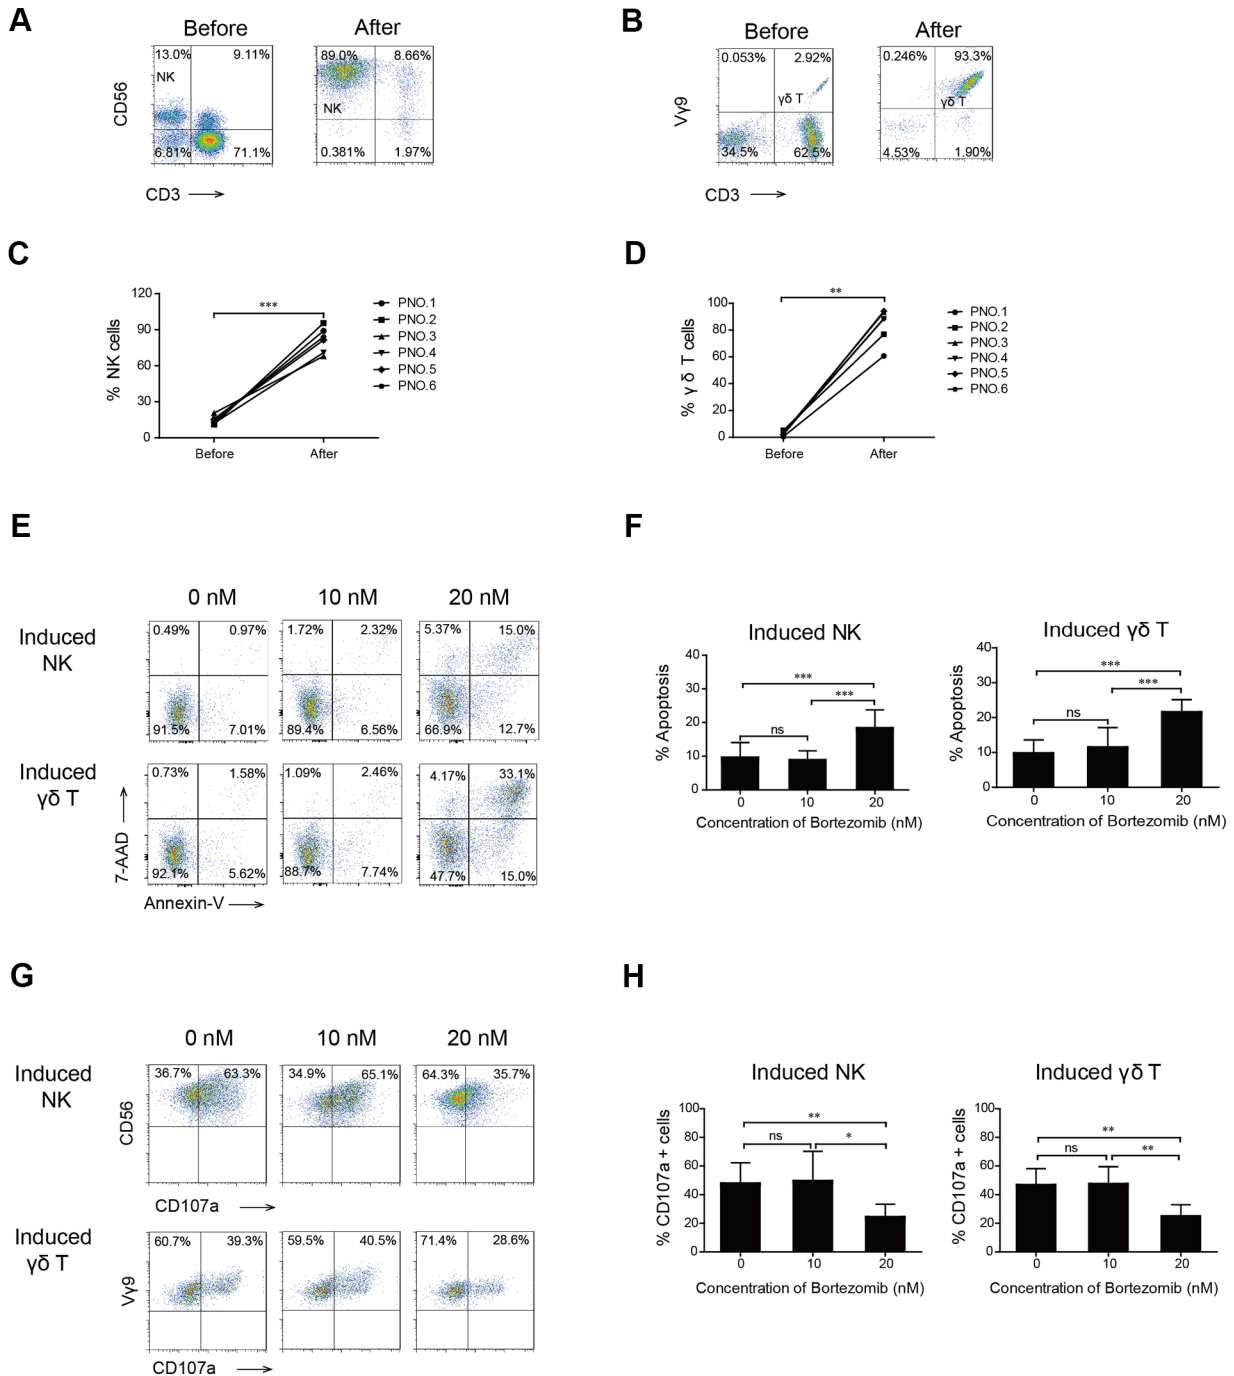 A
Before
After
13.0%
9.11%
NK
6.81%
71.1%
89.0%
8.66%
NK
0.381%
1.97%
CD56
CD3
B
Before
After
0.053%
2.92%
γδ T
34.5%
62.5%
0.246%
93.3%
γδ T
4.53%
1.90%
Vγ9
CD3
C
120
90
60
30
0
% NK cells
***
Before
After
PNO.1
PNO.2
PNO.3
PNO.4
PNO.5
PNO.6
D
100
80
60
40
20
0
% γ δ T cells
**
Before
After
PNO.1
PNO.2
PNO.3
PNO.4
PNO.5
PNO.6
E
0 nM
10 nM
20 nM
Induced
NK
0.49%
0.97%
91.5%
7.01%
1.72%
2.32%
89.4%
6.56%
5.37%
15.0%
66.9%
12.7%
Induced
γδ T
0.73%
1.58%
92.1%
5.62%
1.09%
2.46%
88.7%
7.74%
4.17%
33.1%
47.7%
15.0%
7-AAD
Annexin-V
F
Induced NK
40
30
20
10
0
% Apoptosis
***
***
ns
0
10
20
Concentration of Bortezomib (nM)
Induced γδ T
40
30
20
10
0
% Apoptosis
***
***
ns
0
10
20
Concentration of Bortezomib (nM)
G
0 nM
10 nM
20 nM
Induced
NK
36.7%
63.3%
34.9%
65.1%
64.3%
35.7%
CD56
CD107a
Induced
γδ T
60.7%
39.3%
59.5%
40.5%
71.4%
28.6%
Vγ9
CD107a
H
Induced NK
100
80
60
40
20
0
% CD107a + cells
**
ns
*
0
10
20
Concentration of Bortezomib (nM)
Induced γδ T
100
80
60
40
20
0
% CD107a + cells
**
ns
**
0
10
20
Concentration of Bortezomib (nM)